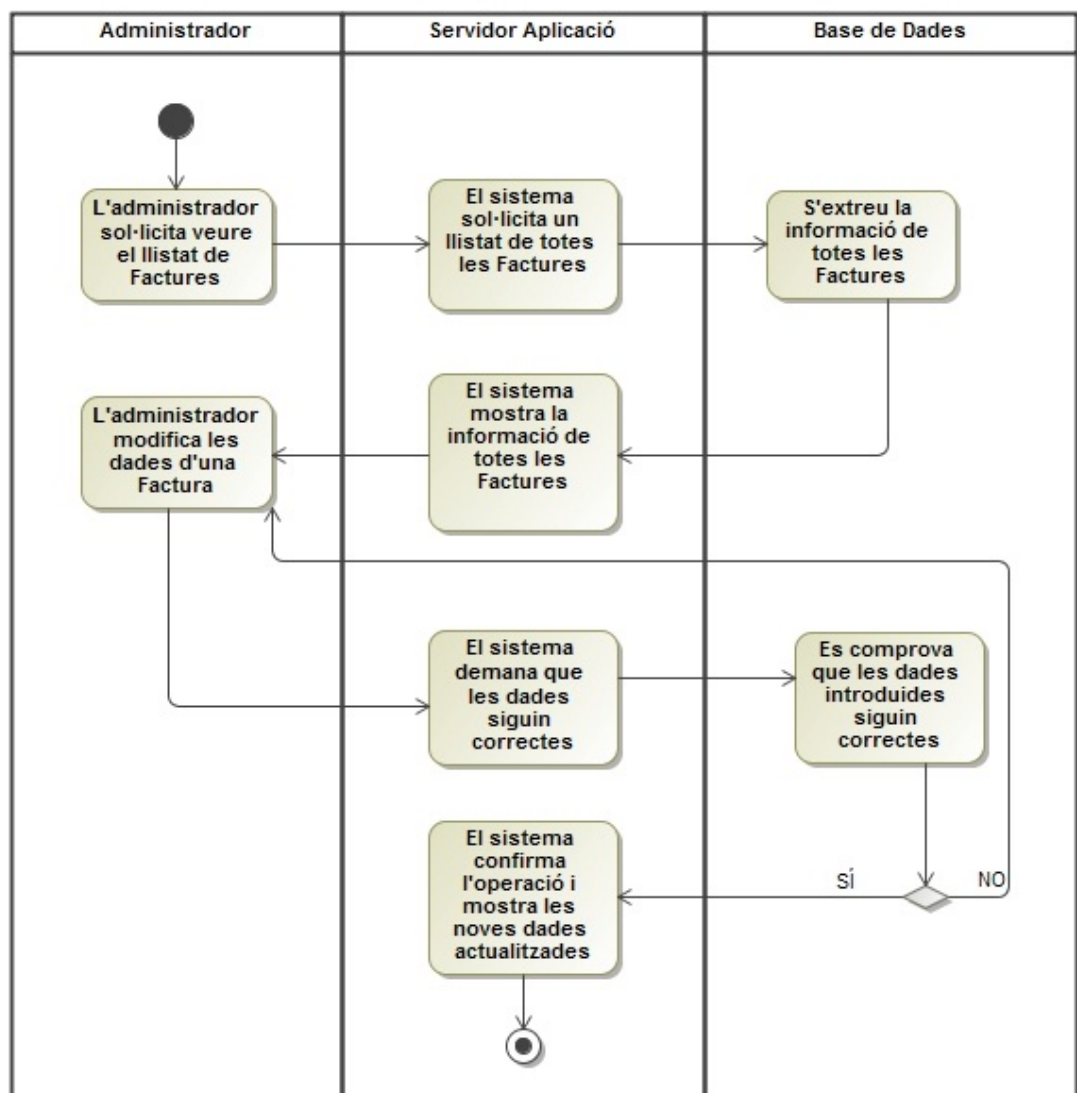 Administrador
Servidor Aplicació
Base de Dades
L'administrador
sol·licita veure
el llistat de
Factures
El sistema
sol·licita un
llistat de totes
les Factures
S'extreu la
informació de
totes les
Factures
L'administrador
modifica les
dades d'una
Factura
El sistema
mostra la
informació de
totes les
Factures
El sistema
demana que
les dades
siguin
correctes
Es comprova
que les dades
introduides
siguin
correctes
El sistema
confirma
l'operació i
mostra les
noves dades
actualitzades
SÍ
NO